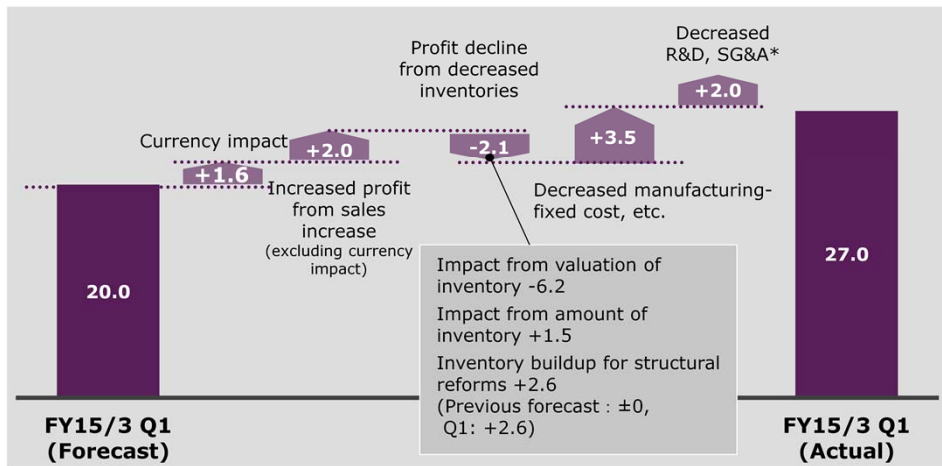 Decreased
R&D, SG&A*
+2.0
Profit decline
from decreased
inventories
Currency impact
+2.0
-2.1
+3.5
+1.6
Increased profit
from sales
increase
(excluding currency
impact)
Decreased manufacturing-
fixed cost, etc.
Impact from valuation of
inventory -6.2
Impact from amount of
inventory +1.5
Inventory buildup for structural
reforms +2.6
(Previous forecast : ±0,
Q1: +2.6)
20.0
27.0
FY15/3 Q1
(Forecast)
FY15/3 Q1
(Actual)